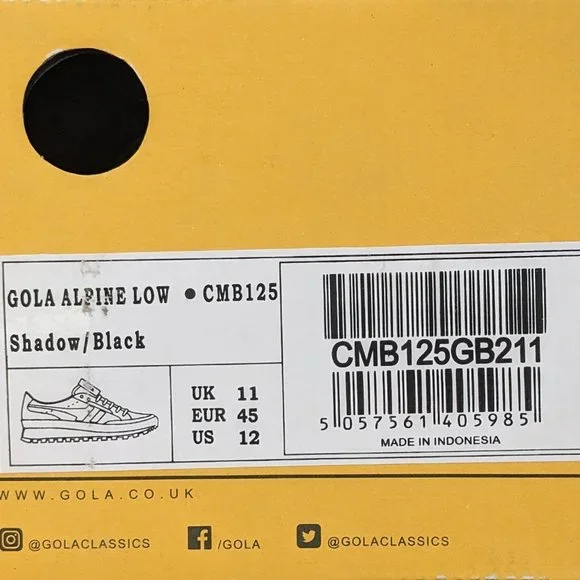 GOLA ALPINE LOW ● CMB125
Shadow/Black
UK 11
EUR 45
US 12
CMB125GB211
5 057561 405985
MADE IN INDONESIA
WWW.GOLA.CO.UK
@GOLACLASSICS
/GOLA
@GOLACLASSICS